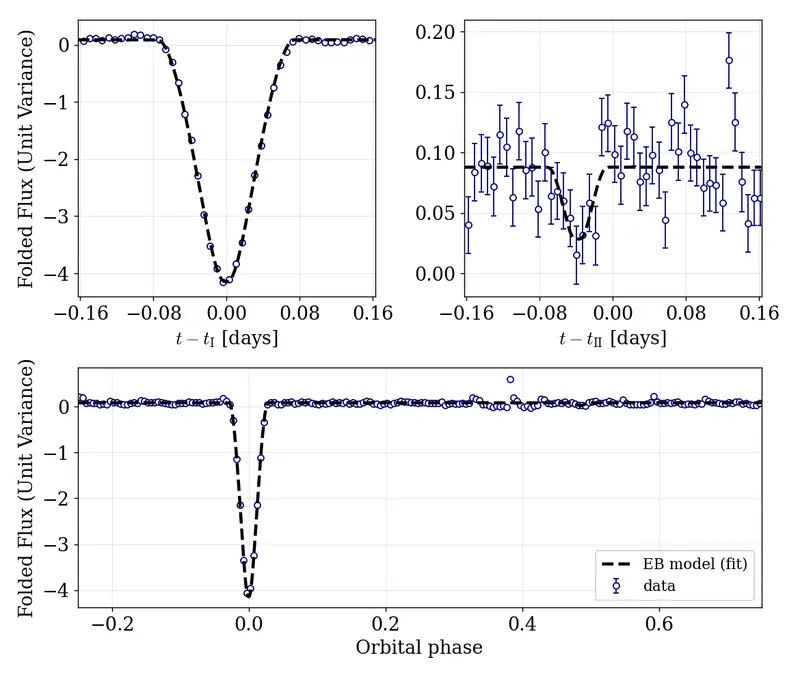 Folded Flux (Unit Variance)
0
−1
−2
−3
−4
−0.16 −0.08 0.00 0.08 0.16
t − t_I [days]
0.20
0.15
0.10
0.05
0.00
−0.16 −0.08 0.00 0.08 0.16
t − t_II [days]
Folded Flux (Unit Variance)
0
−1
−2
−3
−4
EB model (fit)
data
−0.2 0.0 0.2 0.4 0.6
Orbital phase